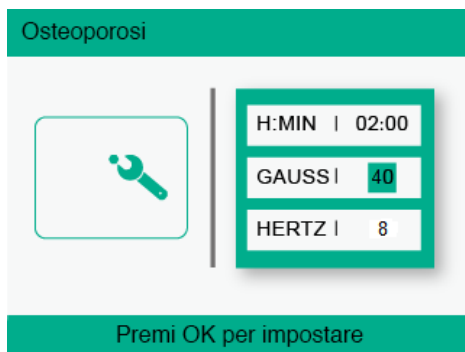 Osteoporosi
H:MIN | 02:00
GAUSS | 40
HERTZ | 8
Premi OK per impostare